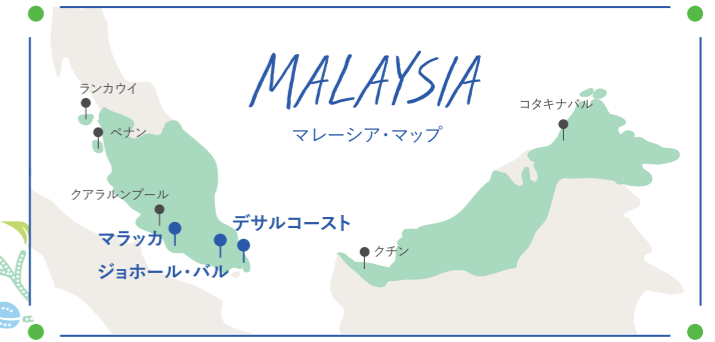 MALAYSIA
マレーシア・マップ
ランカウイ
ペナン
コタキナバル
クアラルンプール
マラッカ
デサルコースト
ジョホール・バル
クチン